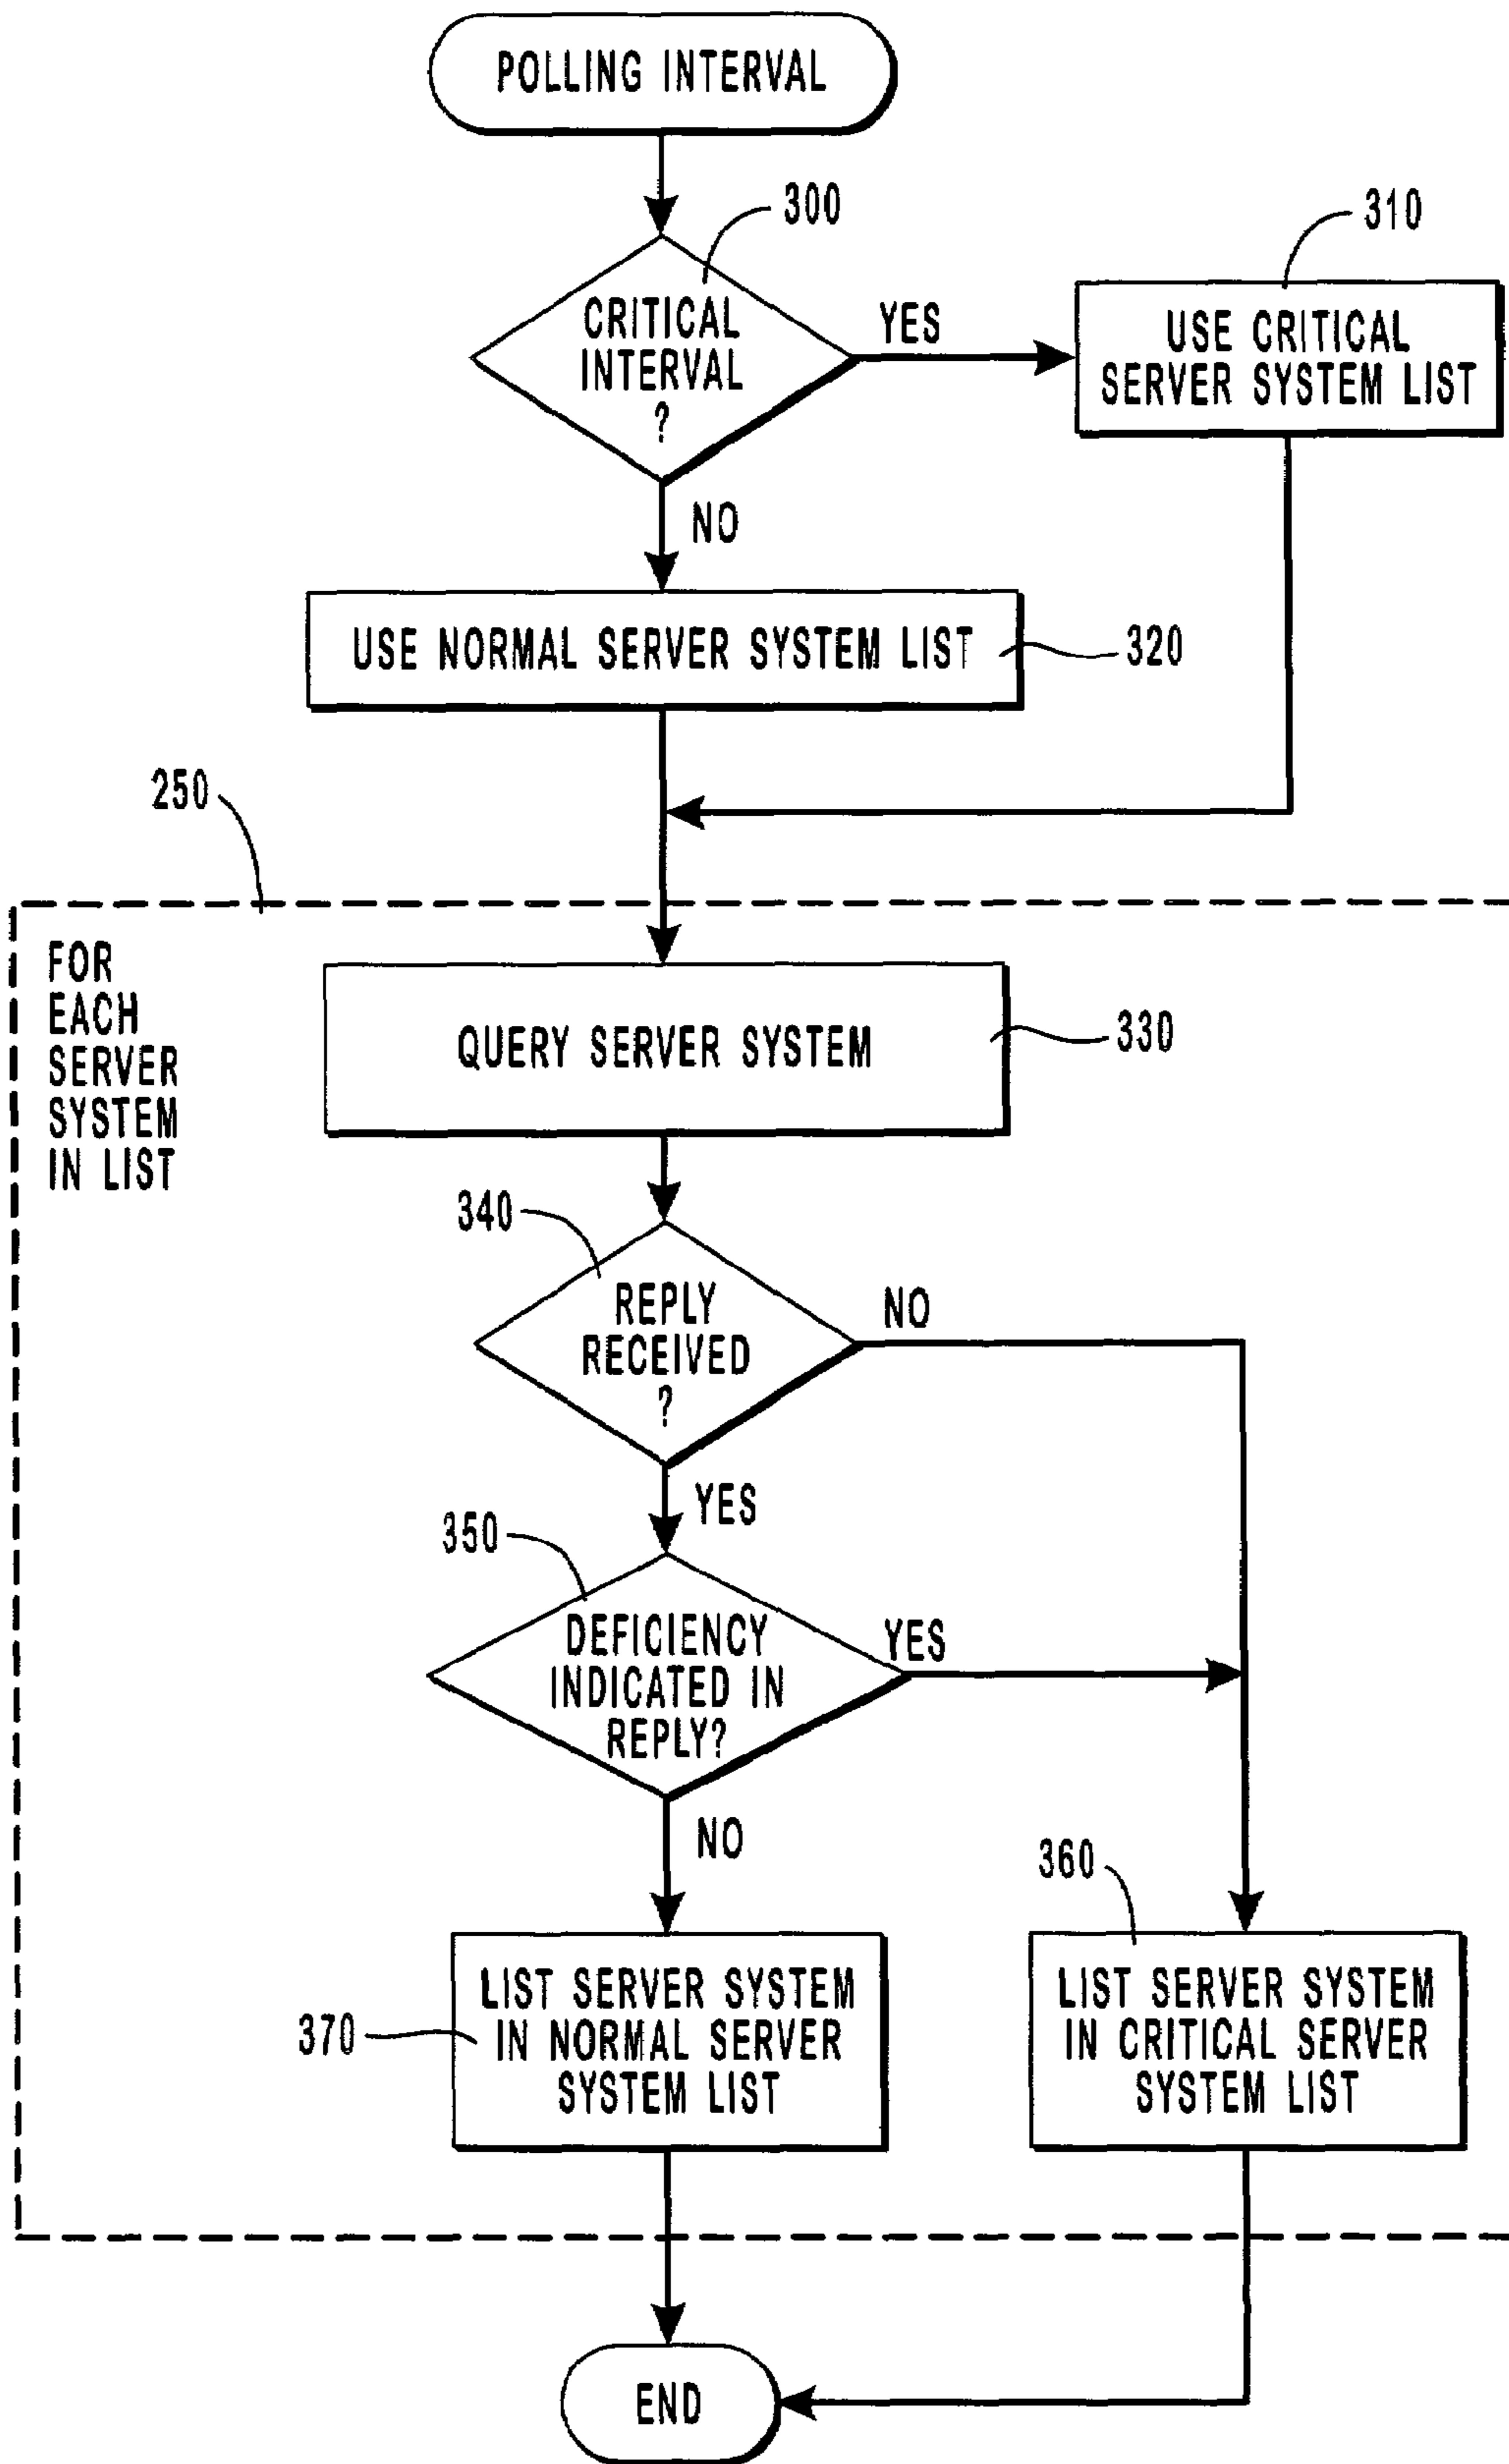 POLLING INTERVAL
300
310
CRITICAL
INTERVAL
?
YES
USE CRITICAL
SERVER SYSTEM LIST
NO
USE NORMAL SERVER SYSTEM LIST
320
250
FOR
EACH
SERVER
SYSTEM
IN LIST
QUERY SERVER SYSTEM
330
340
REPLY
RECEIVED
?
NO
YES
350
DEFICIENCY
INDICATED IN
REPLY?
YES
NO
360
370
LIST SERVER SYSTEM
IN NORMAL SERVER
SYSTEM LIST
LIST SERVER SYSTEM
IN CRITICAL SERVER
SYSTEM LIST
END